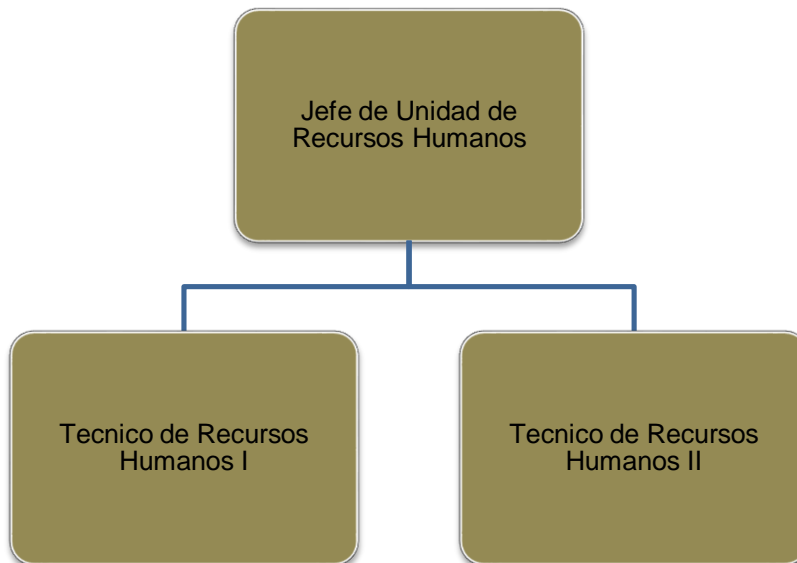 Jefe de Unidad de
Recursos Humanos
Tecnico de Recursos
Humanos I
Tecnico de Recursos
Humanos II